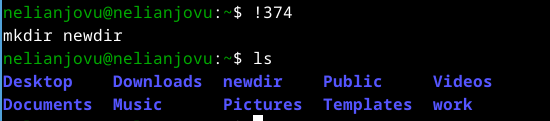 nelianjovu@nelianjovu:~$ !374
mkdir newdir
nelianjovu@nelianjovu:~$ ls
Desktop Downloads newdir Public Videos
Documents Music Pictures Templates work